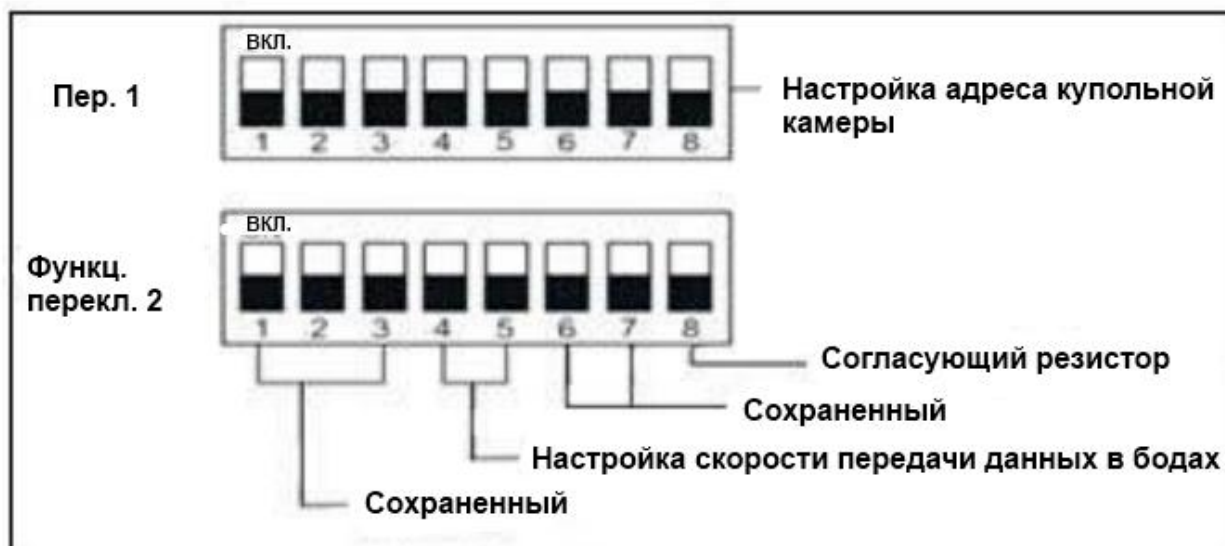 ВКЛ.
Пер. 1
1 2 3 4 5 6 7 8
Настройка адреса купольной
камеры
ВКЛ.
Функц.
перекл. 2
1 2 3 4 5 6 7 8
Согласующий резистор
Сохраненный
Настройка скорости передачи данных в бодах
Сохраненный